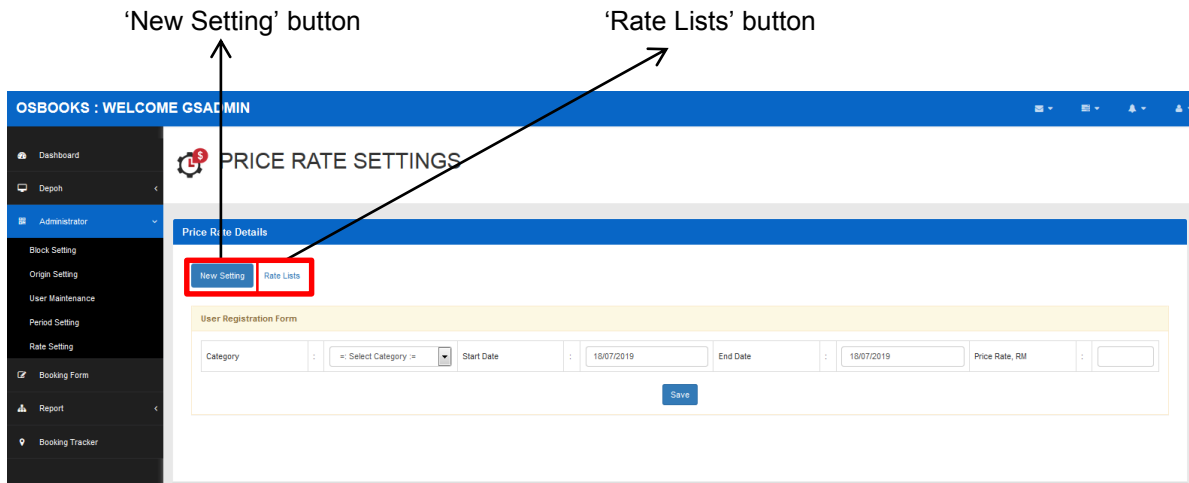 ‘New Setting’ button
‘Rate Lists’ button
OSBOOKS : WELCOME GSADMIN
Dashboard
Depoh
Administrator
Block Setting
Origin Setting
User Maintenance
Period Setting
Rate Setting
Booking Form
Report
Booking Tracker
$
PRICE RATE SETTINGS
Price Rate Details
New Setting Rate Lists
User Registration Form
Category : =: Select Category := Start Date : 18/07/2019 End Date : 18/07/2019 Price Rate, RM :
Save